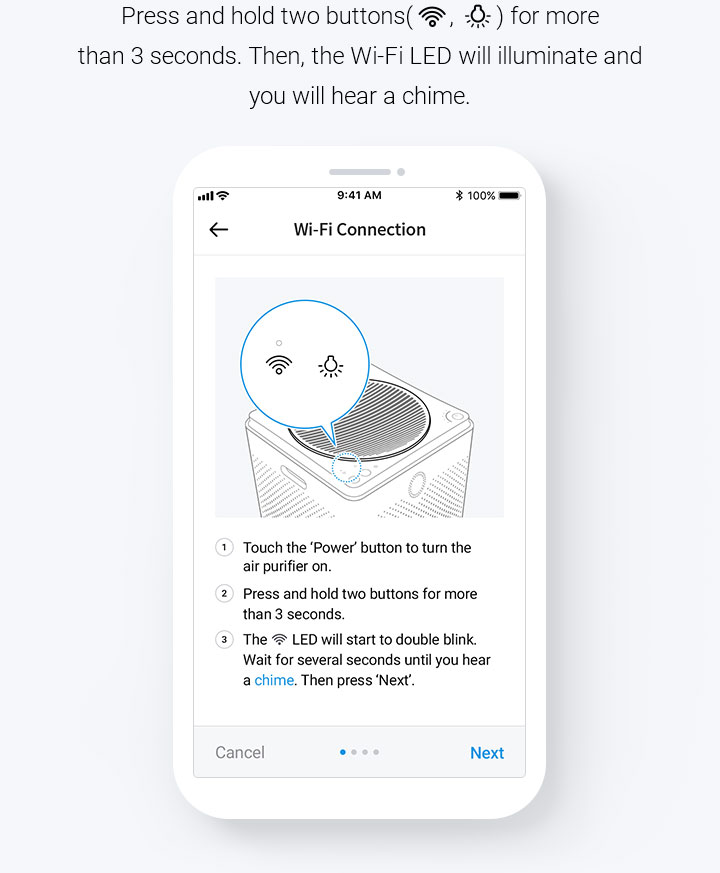 Press and hold two buttons( , ) for more
than 3 seconds. Then, the Wi-Fi LED will illuminate and
you will hear a chime.
9:41 AM
100%
Wi-Fi Connection
1 Touch the ‘Power’ button to turn the
air purifier on.
2 Press and hold two buttons for more
than 3 seconds.
3 The LED will start to double blink.
Wait for several seconds until you hear
a chime. Then press ‘Next’.
Cancel
Next